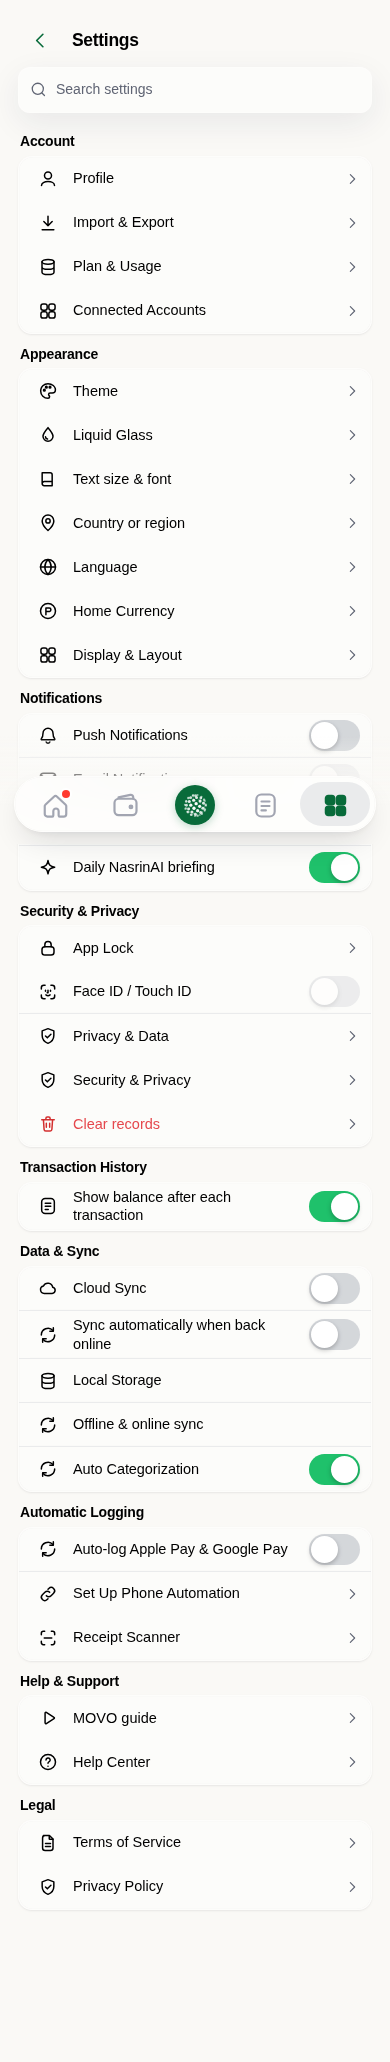 Settings
Search settings
Account
Profile
Import & Export
Plan & Usage
Connected Accounts
Appearance
Theme
Liquid Glass
Text size & font
Country or region
Language
Home Currency
Display & Layout
Notifications
Push Notifications
Daily NasrinAI briefing
Security & Privacy
App Lock
Face ID / Touch ID
Privacy & Data
Security & Privacy
Clear records
Transaction History
Show balance after each
transaction
Data & Sync
Cloud Sync
Sync automatically when back
online
Local Storage
Offline & online sync
Auto Categorization
Automatic Logging
Auto-log Apple Pay & Google Pay
Set Up Phone Automation
Receipt Scanner
Help & Support
MOVO guide
Help Center
Legal
Terms of Service
Privacy Policy